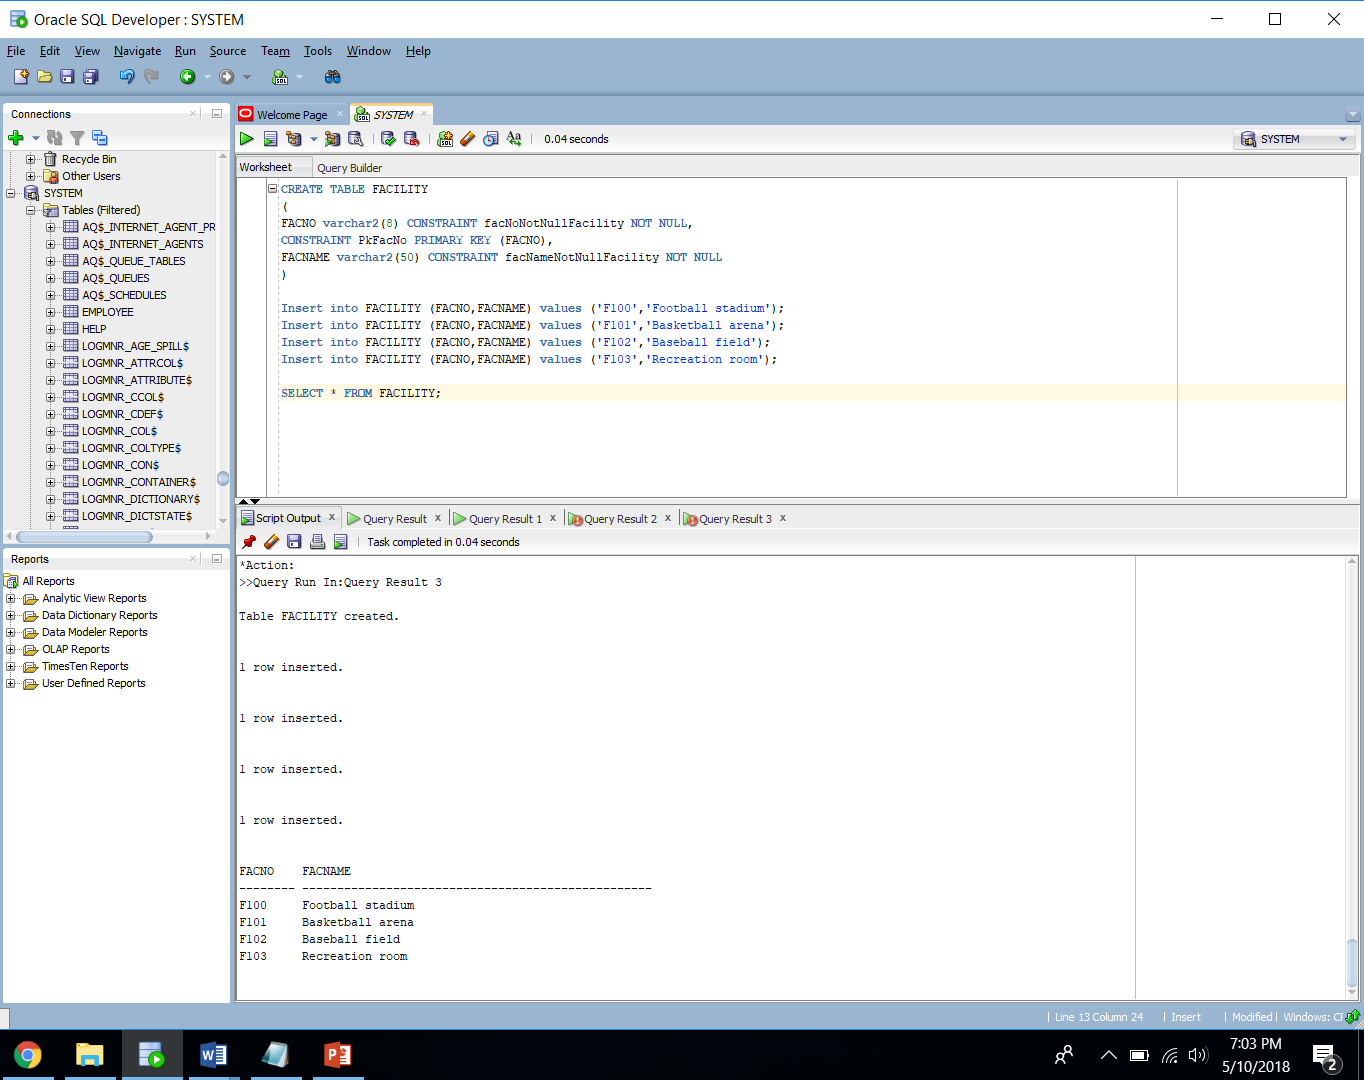 Oracle SQL Developer : SYSTEM
File Edit View Navigate Run Source Team Tools Window Help
Connections
Recycle Bin
Other Users
SYSTEM
Tables (Filtered)
AQ$_INTERNET_AGENT_PR
AQ$_INTERNET_AGENTS
AQ$_QUEUE_TABLES
AQ$_QUEUES
AQ$_SCHEDULES
EMPLOYEE
HELP
LOGMNR_AGE_SPILL$
LOGMNR_ATTRCOL$
LOGMNR_ATTRIBUTE$
LOGMNR_CCOL$
LOGMNR_CDEF$
LOGMNR_COL$
LOGMNR_COLTYPE$
LOGMNR_CON$
LOGMNR_CONTAINER$
LOGMNR_DICTIONARY$
LOGMNR_DICTSTATE$
Reports
All Reports
Analytic View Reports
Data Dictionary Reports
Data Modeler Reports
OLAP Reports
TimesTen Reports
User Defined Reports
Welcome Page SYSTEM
0.04 seconds
SYSTEM
Worksheet Query Builder
CREATE TABLE FACILITY
(
FACNO varchar2(8) CONSTRAINT facNoNotNullFacility NOT NULL,
CONSTRAINT PkFacNo PRIMARY KEY (FACNO),
FACNAME varchar2(50) CONSTRAINT facNameNotNullFacility NOT NULL
)
Insert into FACILITY (FACNO,FACNAME) values ('F100','Football stadium');
Insert into FACILITY (FACNO,FACNAME) values ('F101','Basketball arena');
Insert into FACILITY (FACNO,FACNAME) values ('F102','Baseball field');
Insert into FACILITY (FACNO,FACNAME) values ('F103','Recreation room');
SELECT * FROM FACILITY;
Script Output x Query Result x Query Result 1 x Query Result 2 x Query Result 3 x
Task completed in 0.04 seconds
*Action:
>>Query Run In:Query Result 3
Table FACILITY created.
1 row inserted.
1 row inserted.
1 row inserted.
1 row inserted.
FACNO FACNAME
-------- --------------------------------------------------
F100 Football stadium
F101 Basketball arena
F102 Baseball field
F103 Recreation room
Line 13 Column 24 | Insert | Modified | Windows: CF
7:03 PM
5/10/2018
2